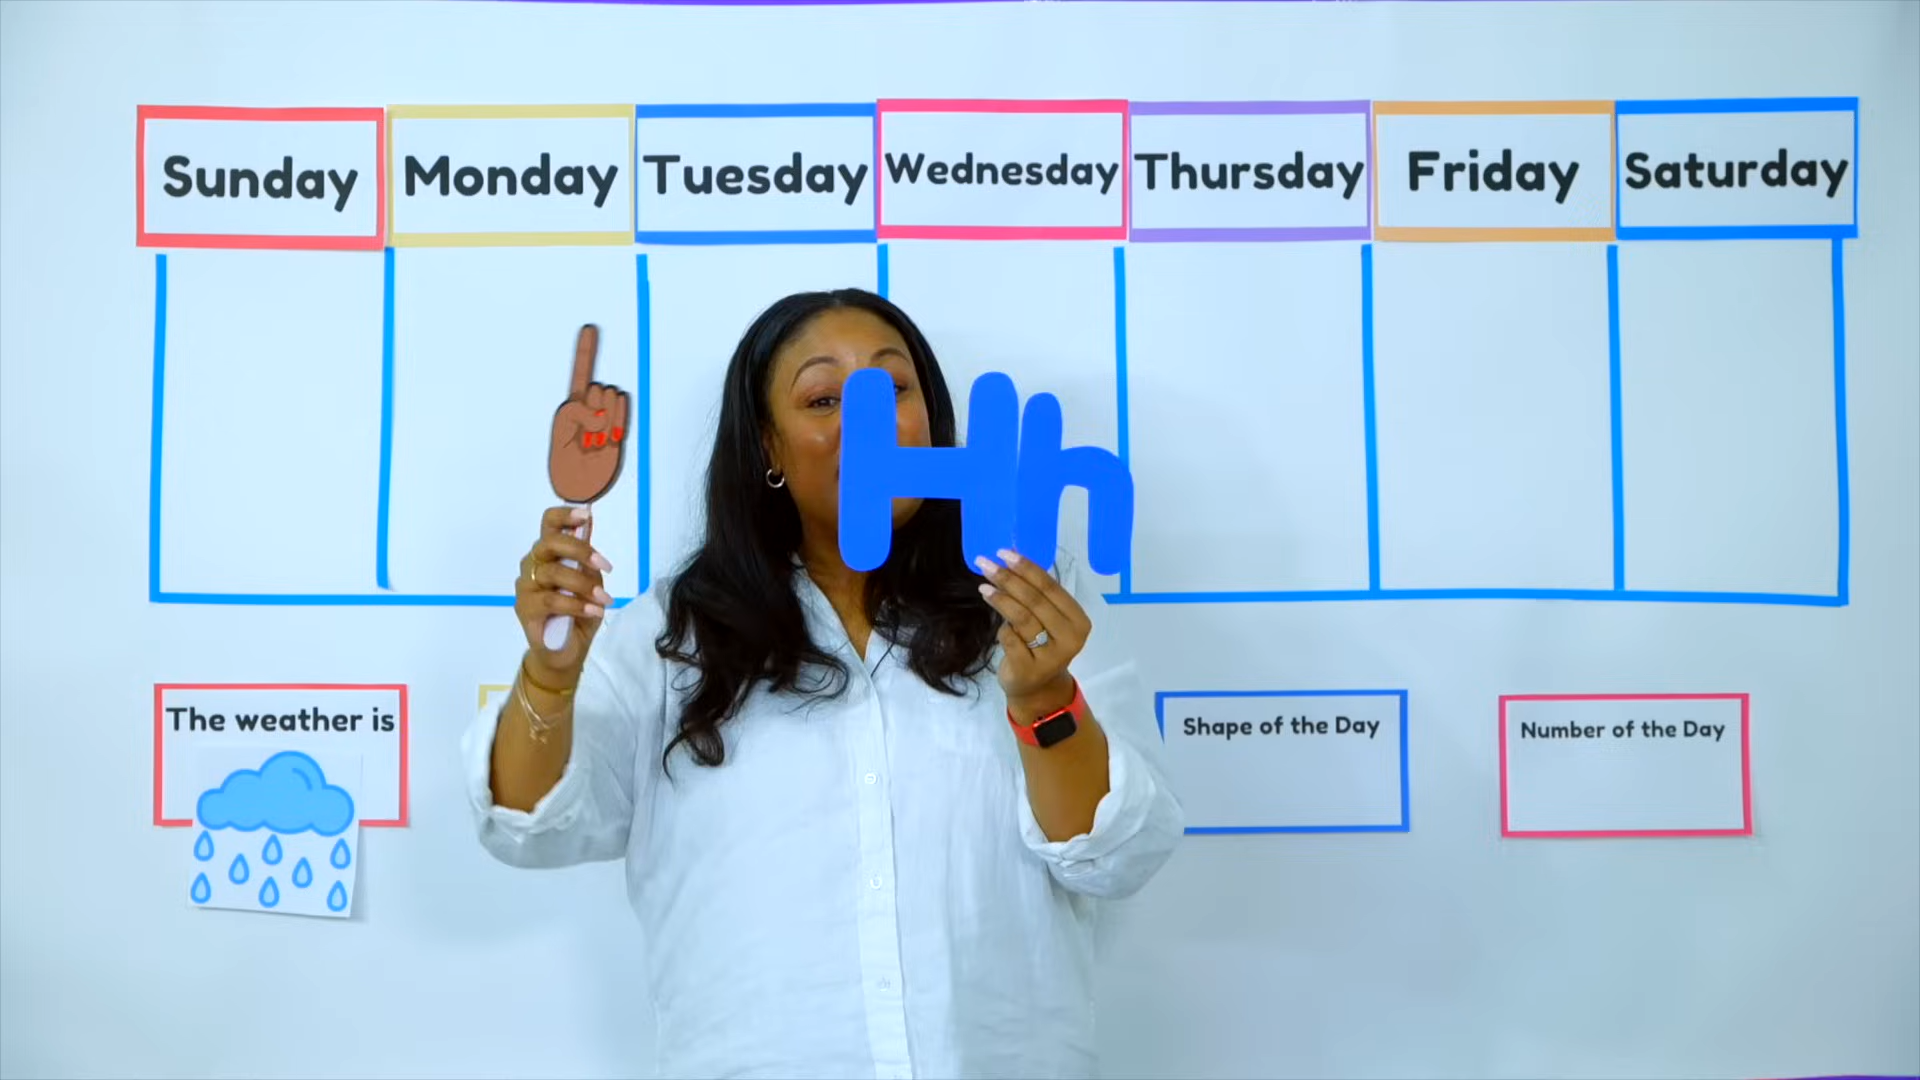 Sunday Monday Tuesday Wednesday Thursday Friday Saturday
Hh
The weather is
Shape of the Day
Number of the Day